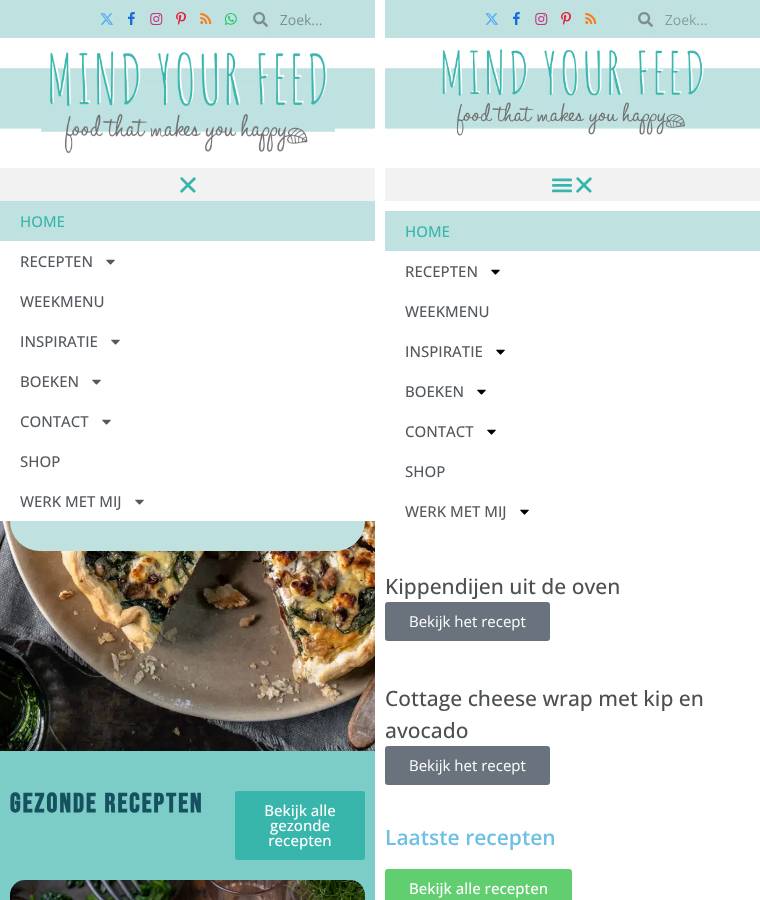 Zoek...
MIND YOUR FEED
food that makes you happy
HOME
RECEPTEN
WEEKMENU
INSPIRATIE
BOEKEN
CONTACT
SHOP
WERK MET MIJ
GEZONDE RECEPTEN
Bekijk alle
gezonde
recepten
Zoek...
MIND YOUR FEED
food that makes you happy
HOME
RECEPTEN
WEEKMENU
INSPIRATIE
BOEKEN
CONTACT
SHOP
WERK MET MIJ
Kippendijen uit de oven
Bekijk het recept
Cottage cheese wrap met kip en
avocado
Bekijk het recept
Laatste recepten
Bekijk alle recepten